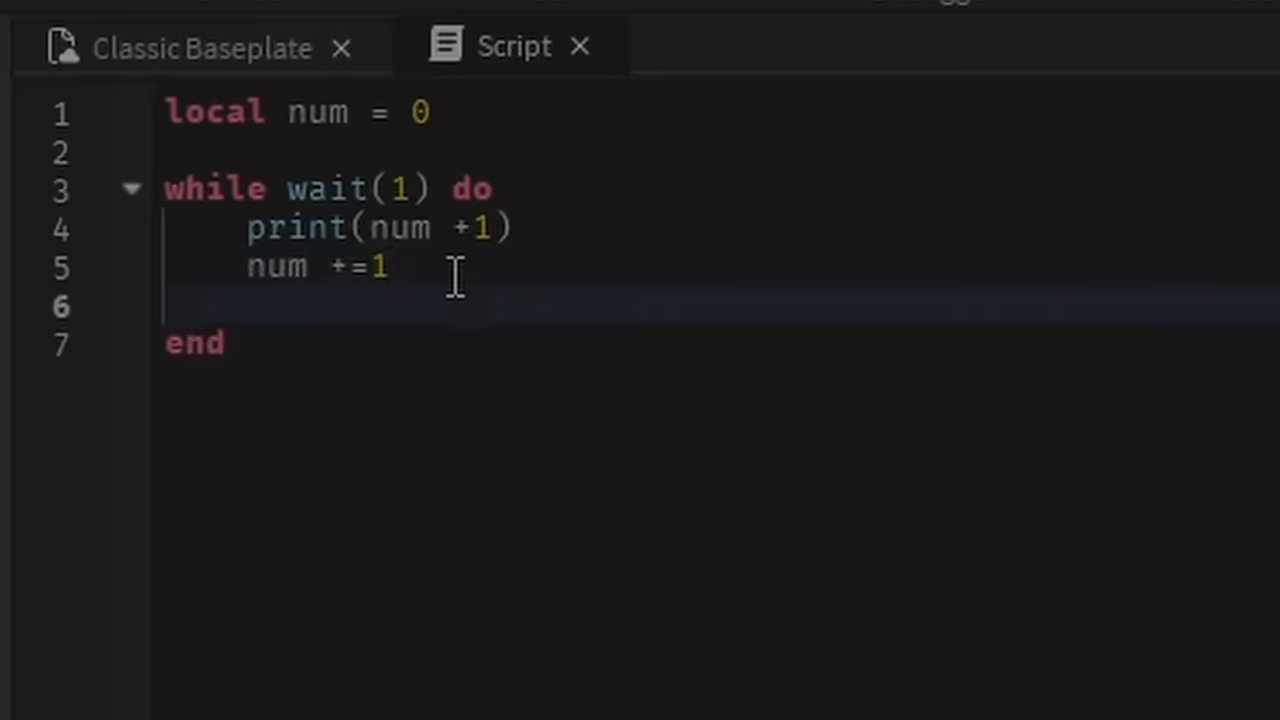 Classic Baseplate
Script
1 local num = 0
2
3 while wait(1) do
4 print(num +1)
5 num +=1
6
7 end